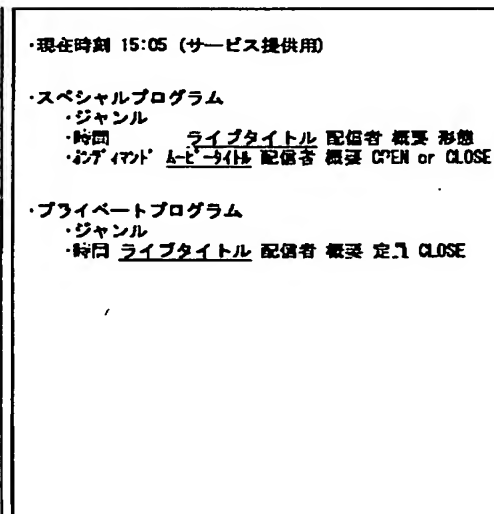 ・現在時刻 15:05 (サービス提供用)
・スペシャルプログラム
・ジャンル
・時間 ライブタイトル 配信者 概要 形態
・オンディマンド ムービータイトル 配信者 概要 OPEN or CLOSE
・プライベートプログラム
・ジャンル
・時間 ライブタイトル 配信者 概要 CLOSE